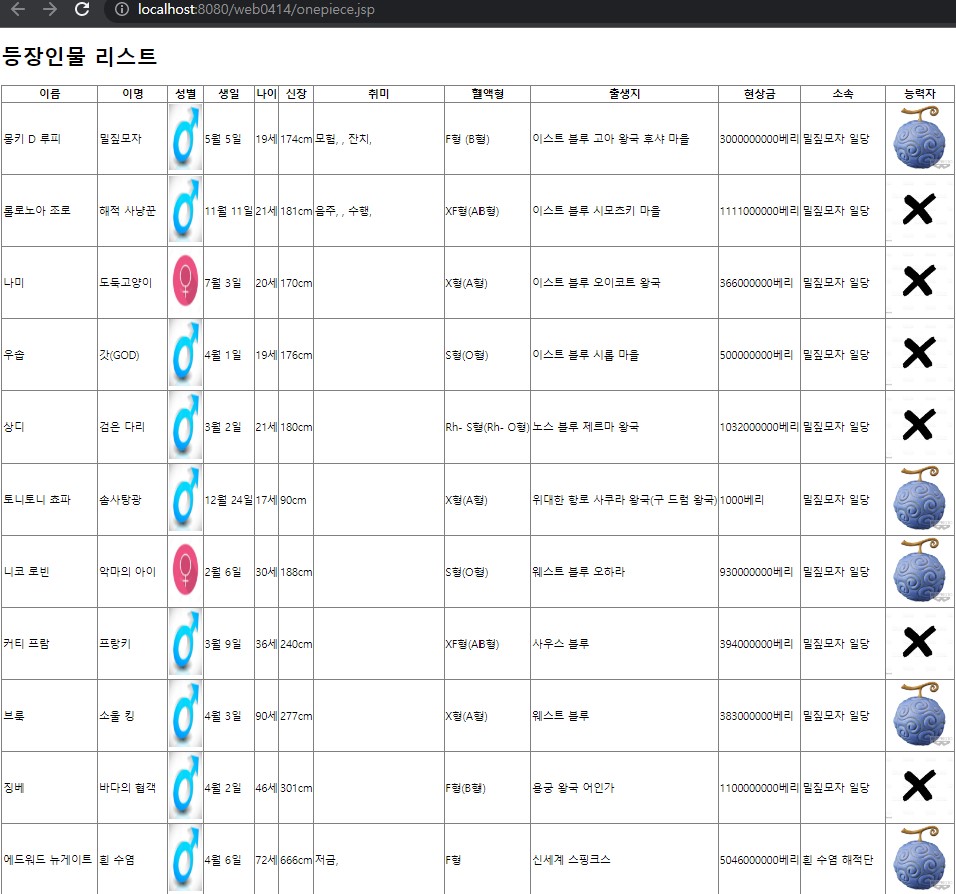 localhost:8080/web0414/onepiece.jsp
등장인물 리스트
이름 이명 성별 생일 나이 신장 취미 혈액형 출생지 현상금 소속 능력자
몽키 D 루피 밀짚모자 5월 5일 19세 174cm 모험, , 잔치, F형 (B형) 이스트 블루 고아 왕국 후샤 마을 3000000000베리 밀짚모자 일당
롤로노아 조로 해적 사냥꾼 11월 11일 21세 181cm 음주, , 수행, XF형(AB형) 이스트 블루 시모츠키 마을 1111000000베리 밀짚모자 일당
나미 도둑고양이 7월 3일 20세 170cm X형(A형) 이스트 블루 오이코트 왕국 366000000베리 밀짚모자 일당
우솝 갓(GOD) 4월 1일 19세 176cm S형(O형) 이스트 블루 시롭 마을 500000000베리 밀짚모자 일당
상디 검은 다리 3월 2일 21세 180cm Rh- S형(Rh- O형) 노스 블루 제르마 왕국 1032000000베리 밀짚모자 일당
토니토니 쵸파 솜사탕광 12월 24일 17세 90cm X형(A형) 위대한 항로 사쿠라 왕국(구 드럼 왕국) 1000베리 밀짚모자 일당
니코 로빈 악마의 아이 2월 6일 30세 188cm S형(O형) 웨스트 블루 오하라 930000000베리 밀짚모자 일당
커티 프람 프랑키 3월 9일 36세 240cm XF형(AB형) 사우스 블루 394000000베리 밀짚모자 일당
브룩 소울 킹 4월 3일 90세 277cm X형(A형) 웨스트 블루 383000000베리 밀짚모자 일당
징베 바다의 협객 4월 2일 46세 301cm F형(B형) 용궁 왕국 어인가 1100000000베리 밀짚모자 일당
에드워드 뉴게이트 흰 수염 4월 6일 72세 666cm 저금, F형 신세계 스핑크스 5046000000베리 흰 수염 해적단